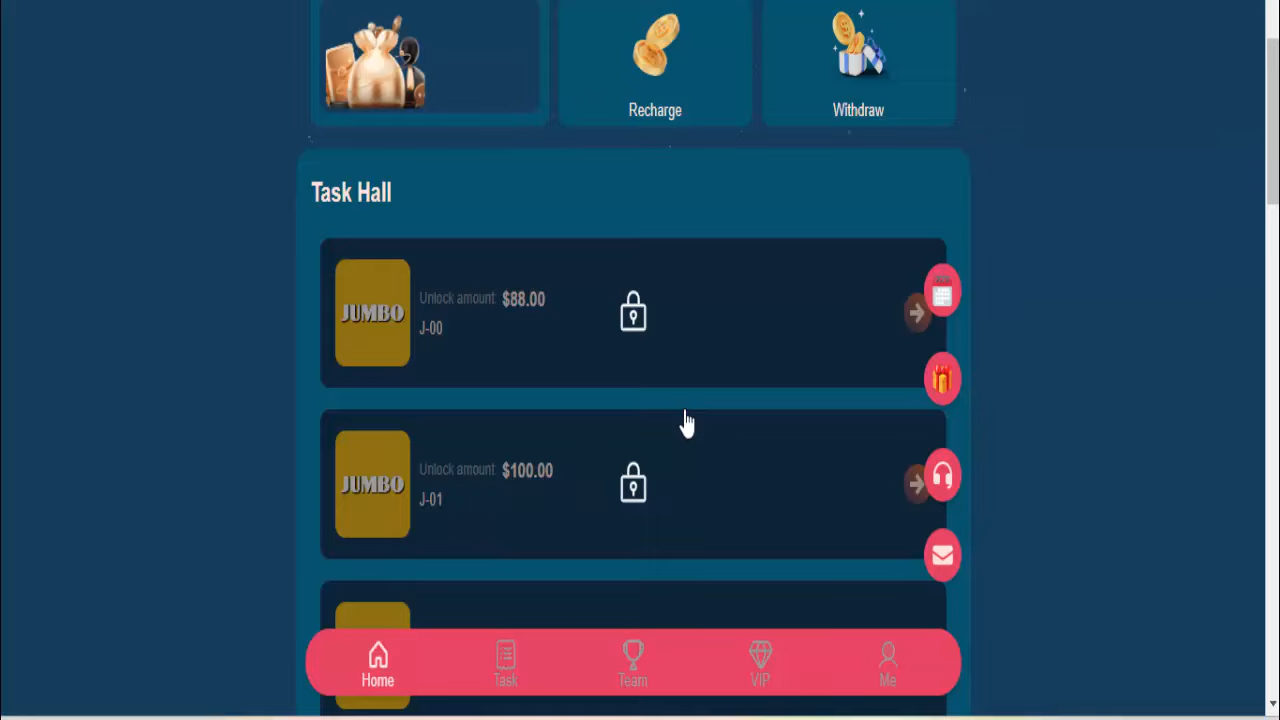 Recharge
Withdraw
Task Hall
JUMBO
Unlock amount $88.00
J-00
JUMBO
Unlock amount $100.00
J-01
Home
Task
Team
VIP
Me